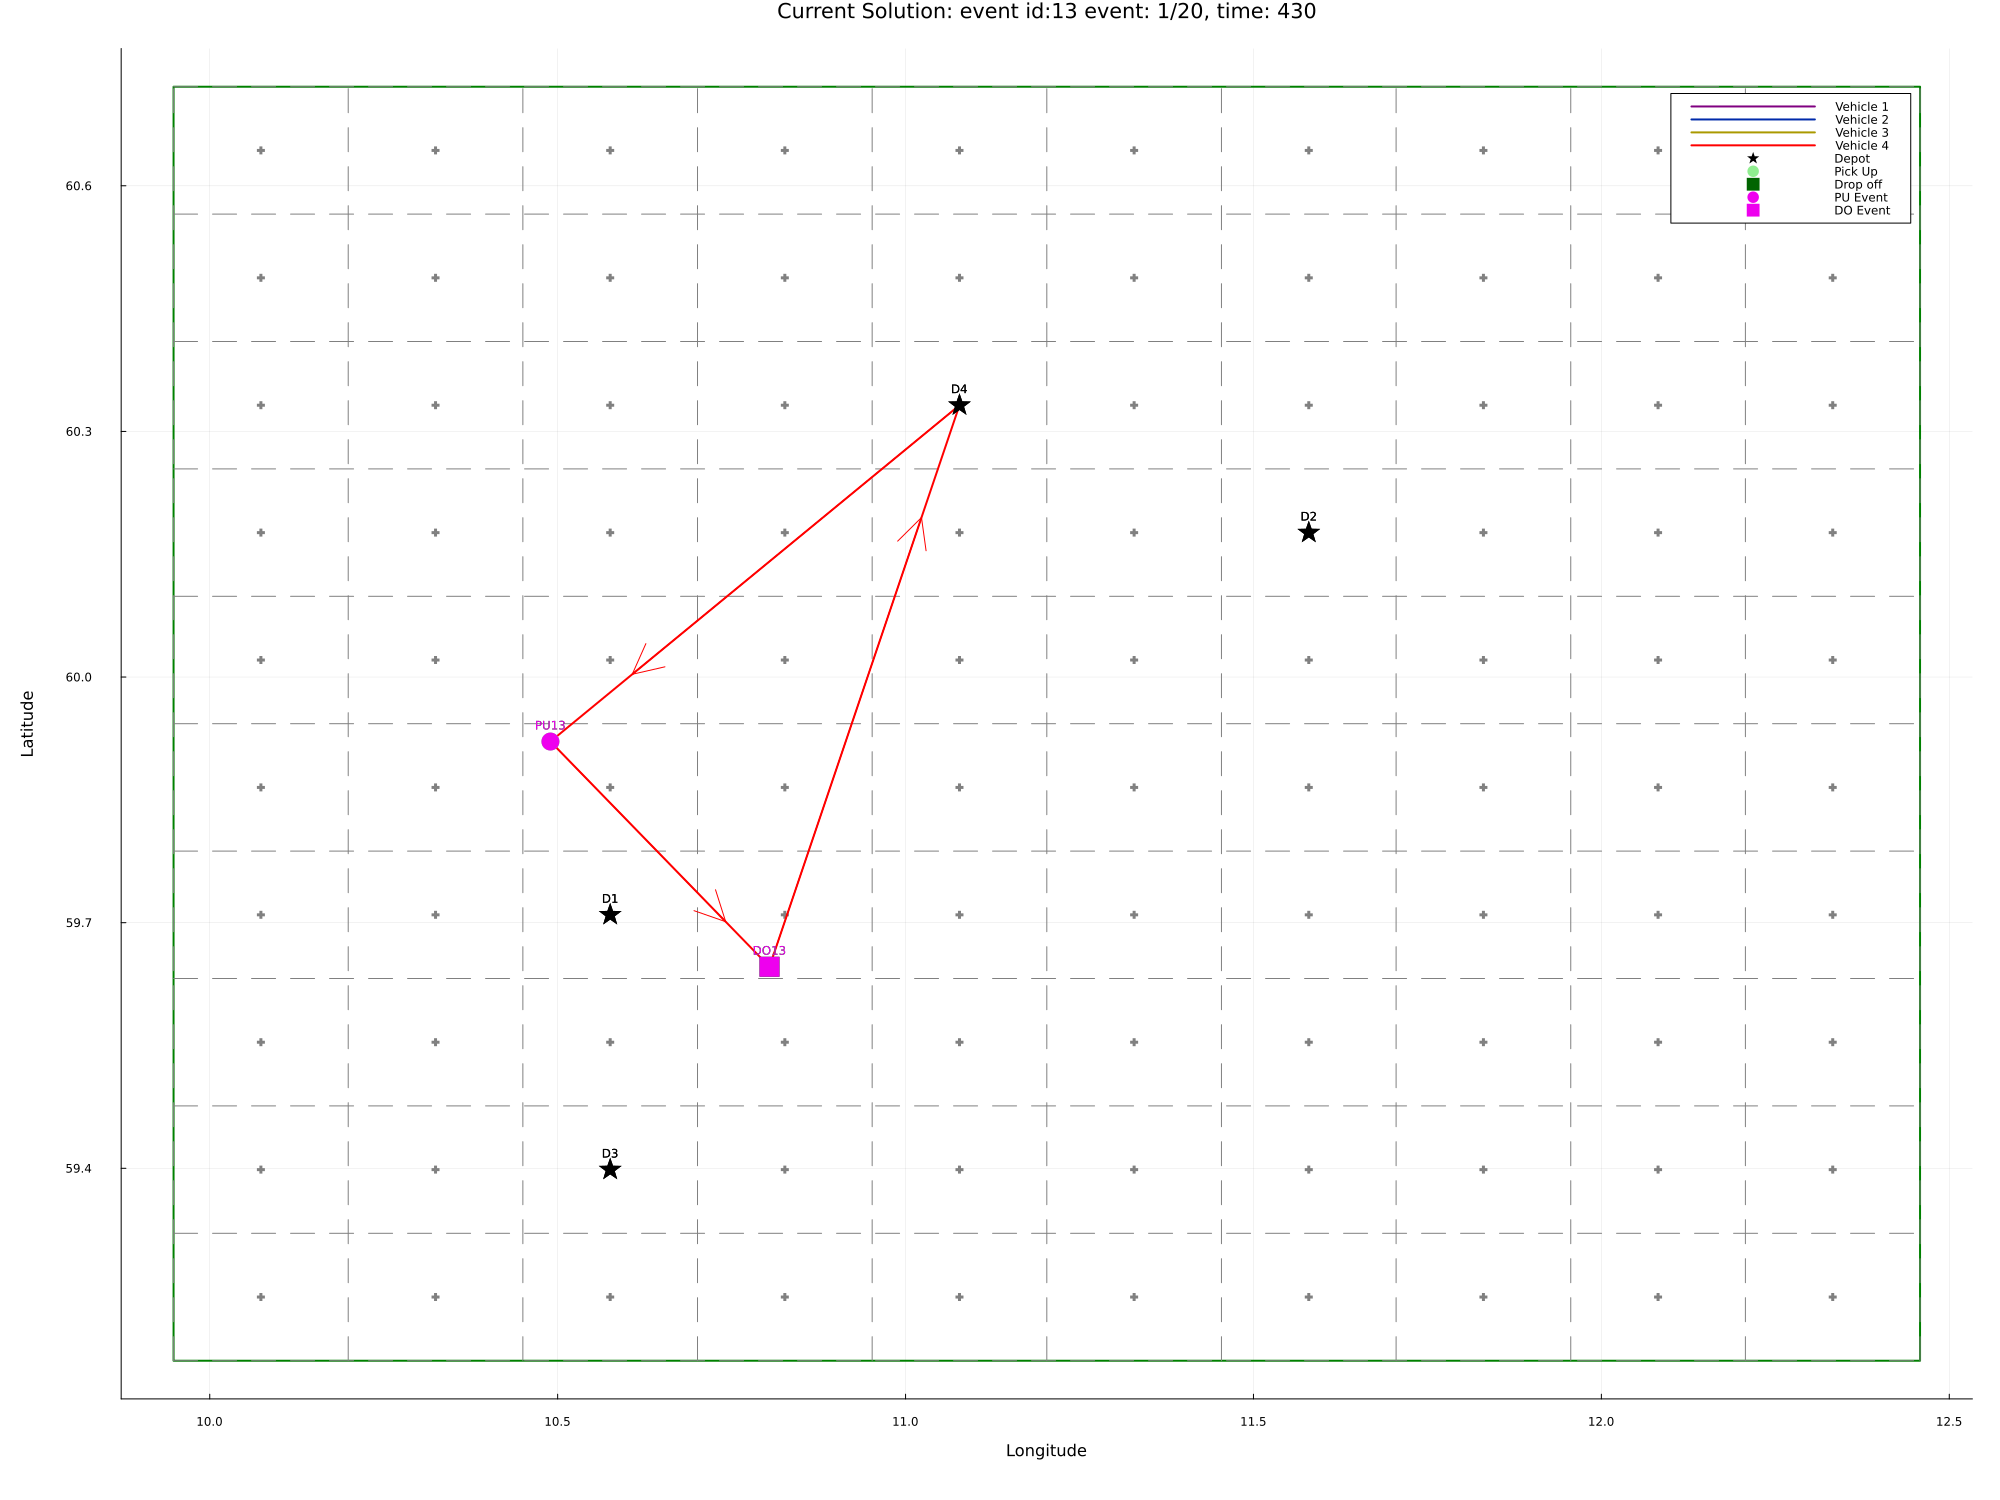 Current Solution: event id:13 event: 1/20, time: 430
Vehicle 1
Vehicle 2
Vehicle 3
Vehicle 4
Depot
Pick Up
Drop off
PU Event
DO Event
60.6
60.3
60.0
59.7
59.4
Latitude
D4
D2
PU13
D1
DO13
D3
10.0
10.5
11.0
11.5
12.0
12.5
Longitude